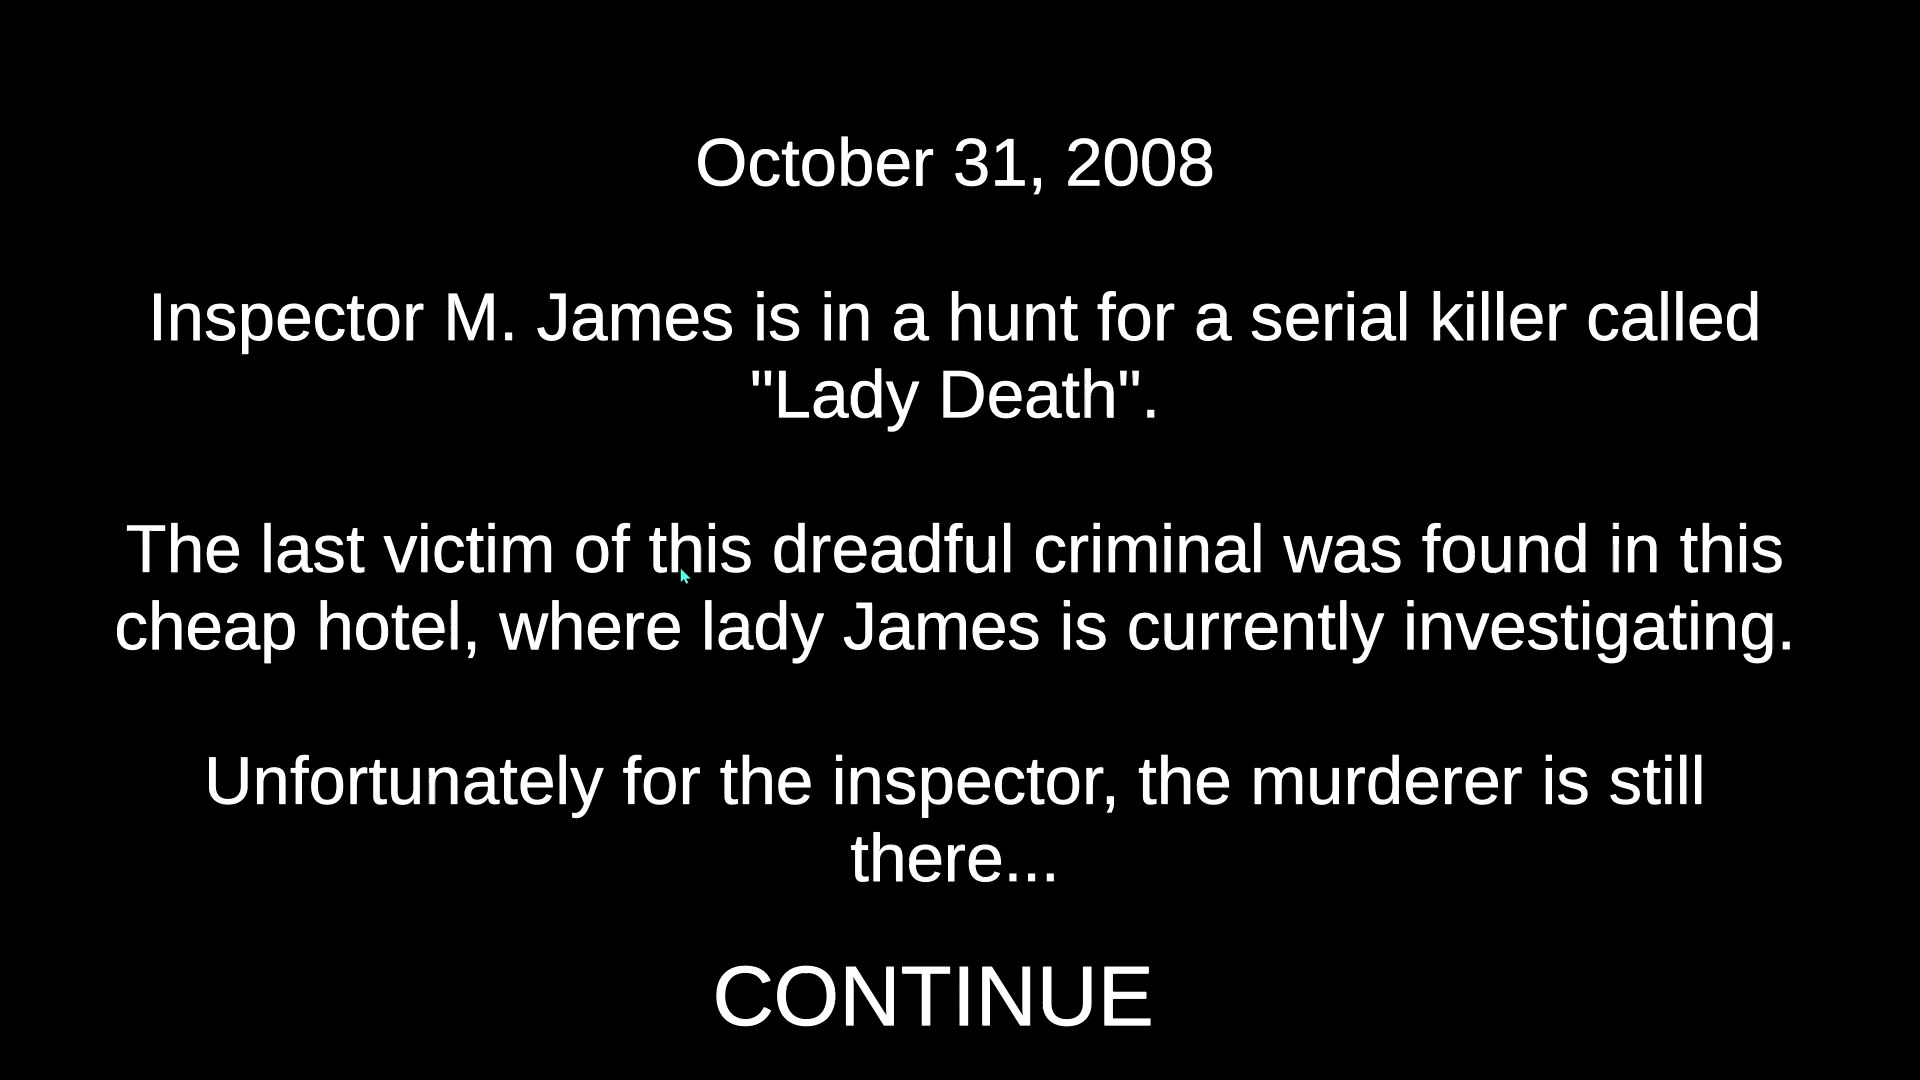 October 31, 2008
Inspector M. James is in a hunt for a serial killer called
"Lady Death".
The last victim of this dreadful criminal was found in this
cheap hotel, where lady James is currently investigating.
Unfortunately for the inspector, the murderer is still
there...
CONTINUE